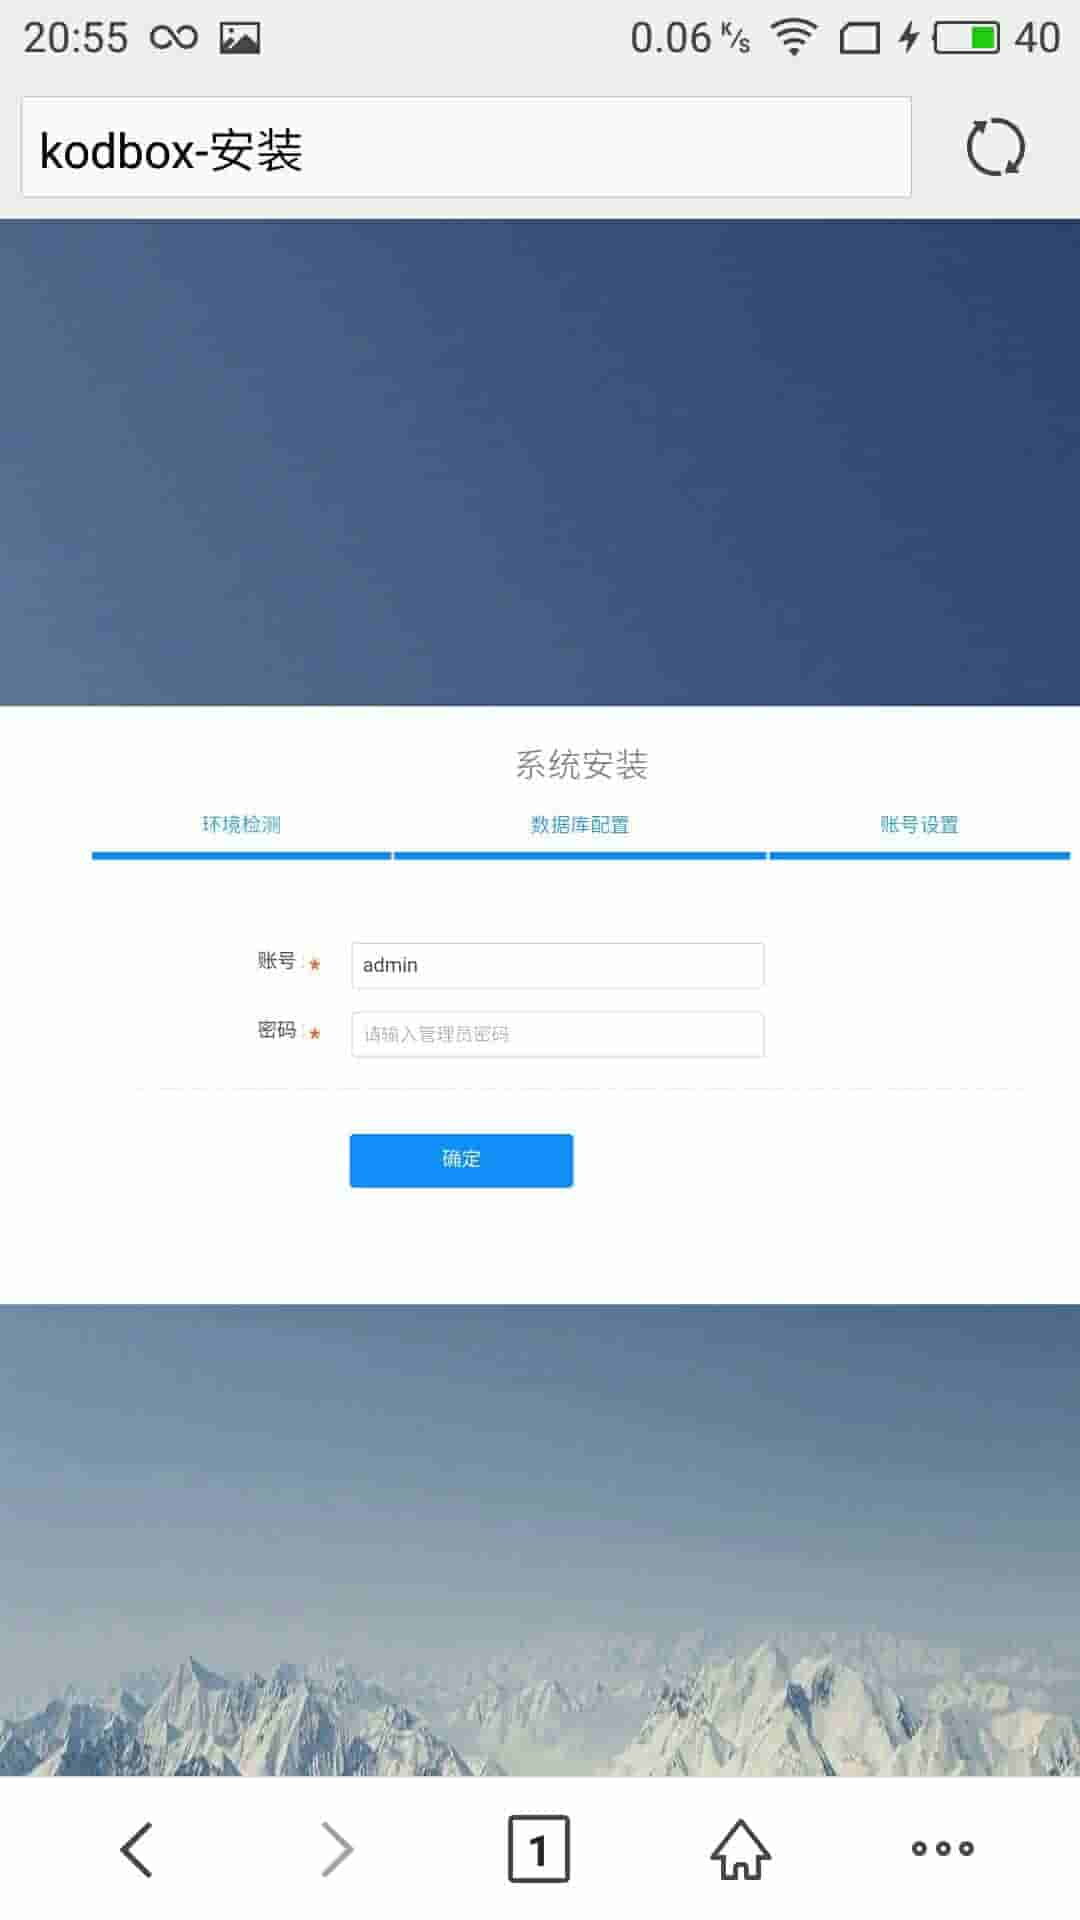 20:55 0.06 K/s 40
kodbox-安装
系统安装
环境检测 数据库配置 账号设置
账号:* admin
密码:* 请输入管理员密码
确定
1